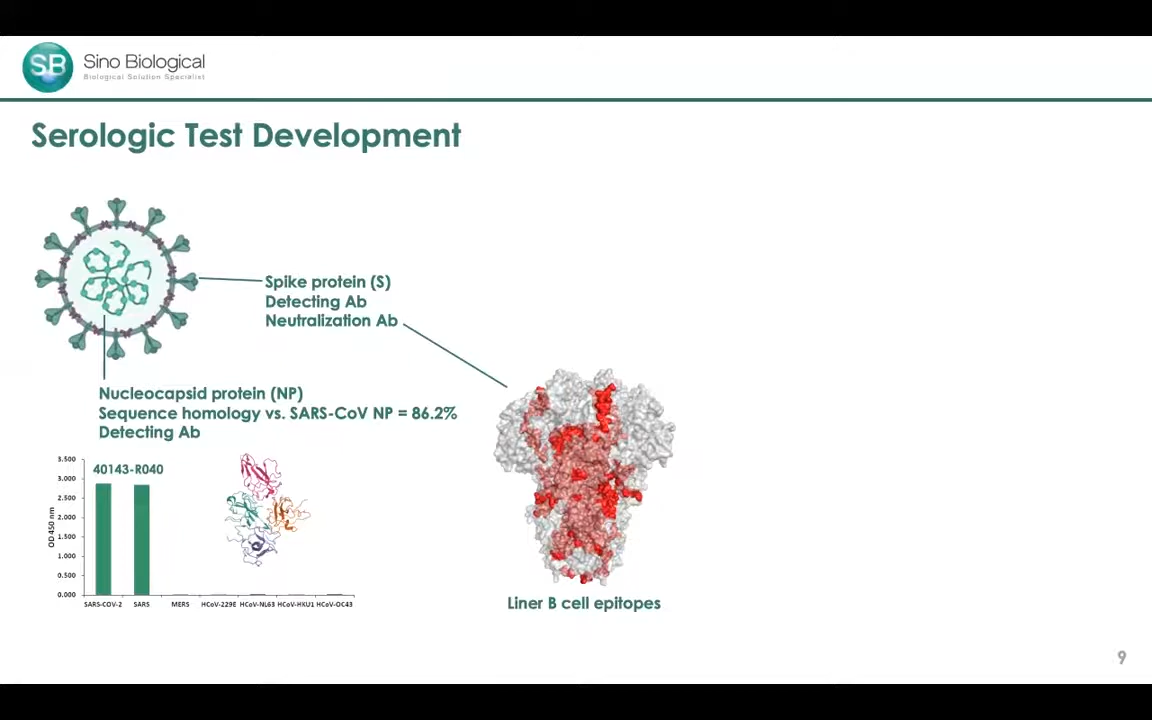 SB
Sino Biological
Biological Solution Specialist
Serologic Test Development
Spike protein (S)
Detecting Ab
Neutralization Ab
Nucleocapsid protein (NP)
Sequence homology vs. SARS-CoV NP = 86.2%
Detecting Ab
40143-R040
OD 450 nm
3.500
3.000
2.500
2.000
1.500
1.000
0.500
0.000
SARS-COV-2 SARS MERS HCoV-229E HCoV-NL63 HCoV-HKU1 HCoV-OC43
Liner B cell epitopes
9